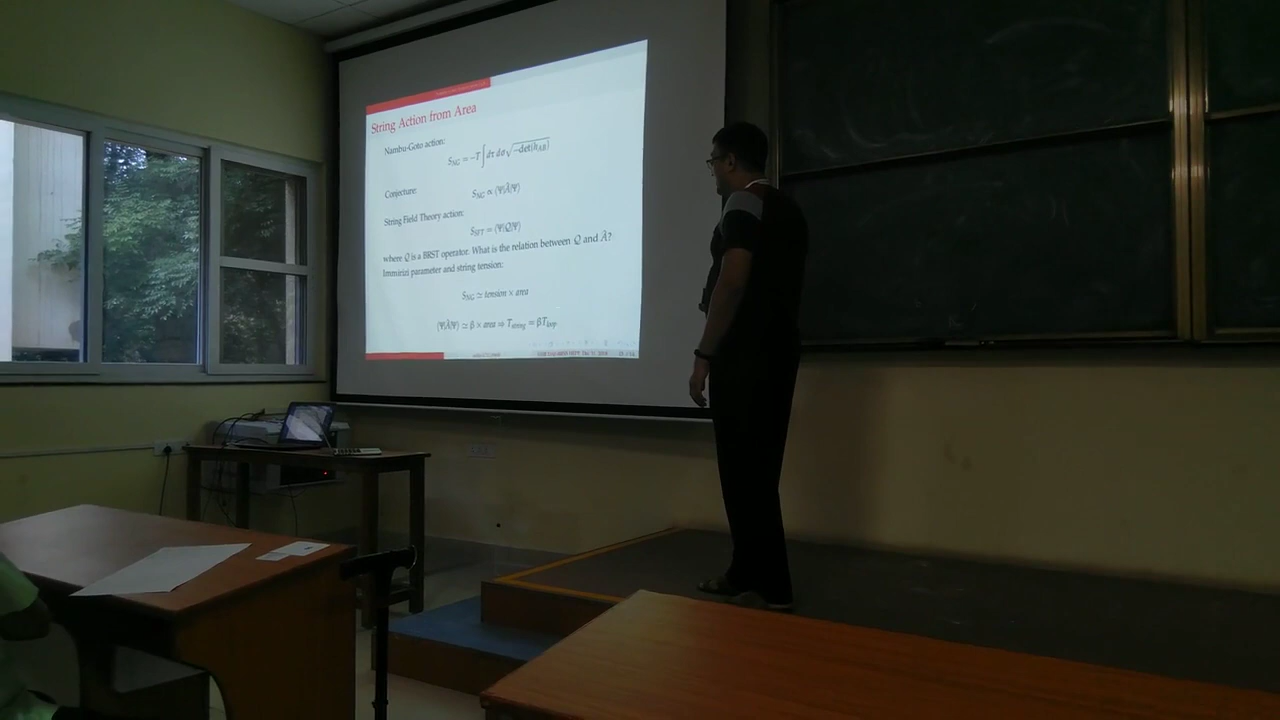 String Action from Area
Nambu-Goto action:
S_NG = −T ∫ dτ dσ √−det(h_AB)
Conjecture:
S_NG ∝ ⟨Ψ|Â|Ψ⟩
String Field Theory action:
S_SFT = ⟨Ψ|Q|Ψ⟩
where Q is a BRST operator. What is the relation between Q and Â?
Immirizi parameter and string tension:
S_NG ≃ tension × area
⟨Ψ|Â|Ψ⟩ ≃ β × area ⇒ T_string = βT_loop